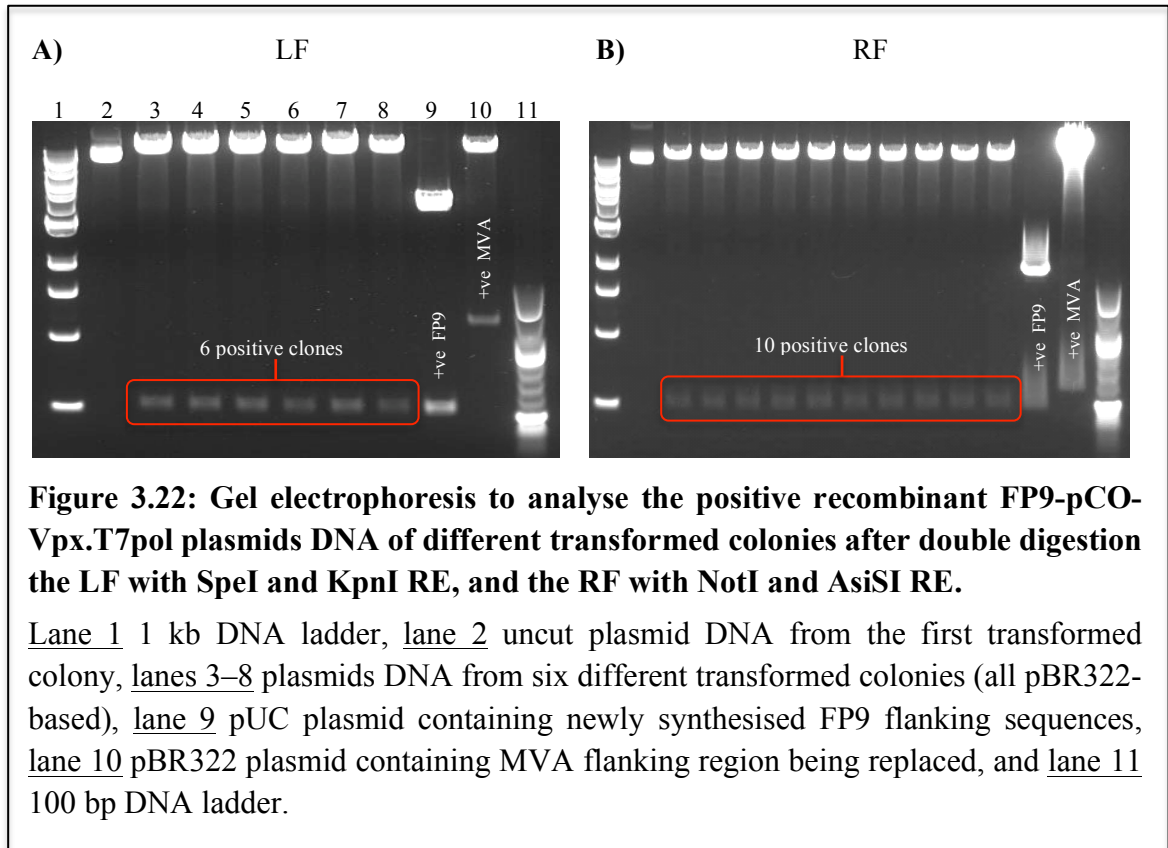 A) LF
B) RF
1 2 3 4 5 6 7 8 9 10 11
+ve FP9
+ve MVA
6 positive clones
+ve FP9
+ve MVA
10 positive clones
Figure 3.22: Gel electrophoresis to analyse the positive recombinant FP9-pCO-
Vpx.T7pol plasmids DNA of different transformed colonies after double digestion
the LF with SpeI and KpnI RE, and the RF with NotI and AsiSI RE.
Lane 1 1 kb DNA ladder, lane 2 uncut plasmid DNA from the first transformed
colony, lanes 3–8 plasmids DNA from six different transformed colonies (all pBR322-
based), lane 9 pUC plasmid containing newly synthesised FP9 flanking sequences,
lane 10 pBR322 plasmid containing MVA flanking region being replaced, and lane 11
100 bp DNA ladder.